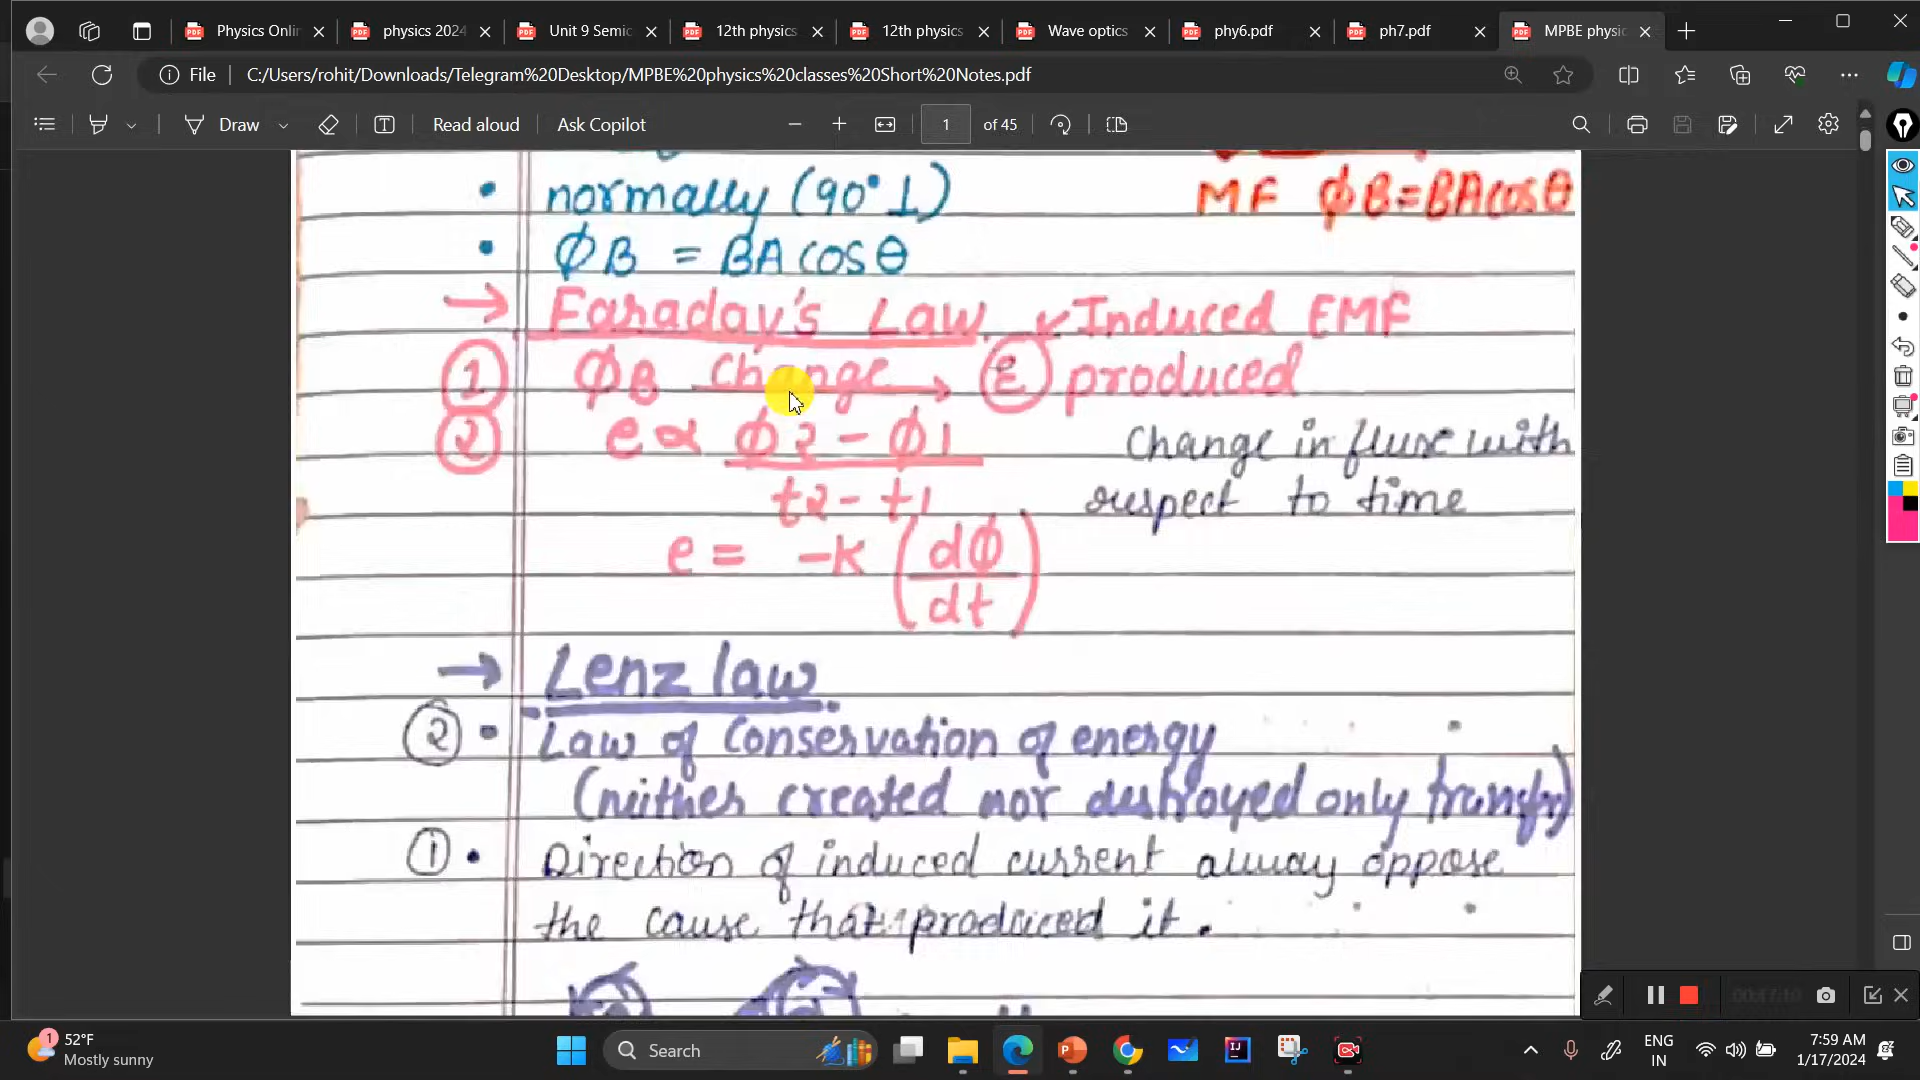 Physics Onlin
physics 2024
Unit 9 Semic
12th physics
12th physics
Wave optics
phy6.pdf
ph7.pdf
MPBE physic
File
C:/Users/rohit/Downloads/Telegram%20Desktop/MPBE%20physics%20classes%20Short%20Notes.pdf
Draw
Read aloud
Ask Copilot
1 of 45
• normally (90° ⊥)
MF ϕB=BAcosθ
• ϕB = BA cosθ
→ Faraday's Law
Induced EMF
① ϕB change → ε produced
② e ∝ ϕ2 - ϕ1
t2 - t1
Change in flux with
respect to time
e = -K (dϕ/dt)
→ Lenz law
② • Law of conservation of energy
(neither created nor destroyed only transfr)
① • Direction of induced current alway oppose
the cause that produced it.
52°F
Mostly sunny
Search
ENG
IN
7:59 AM
1/17/2024